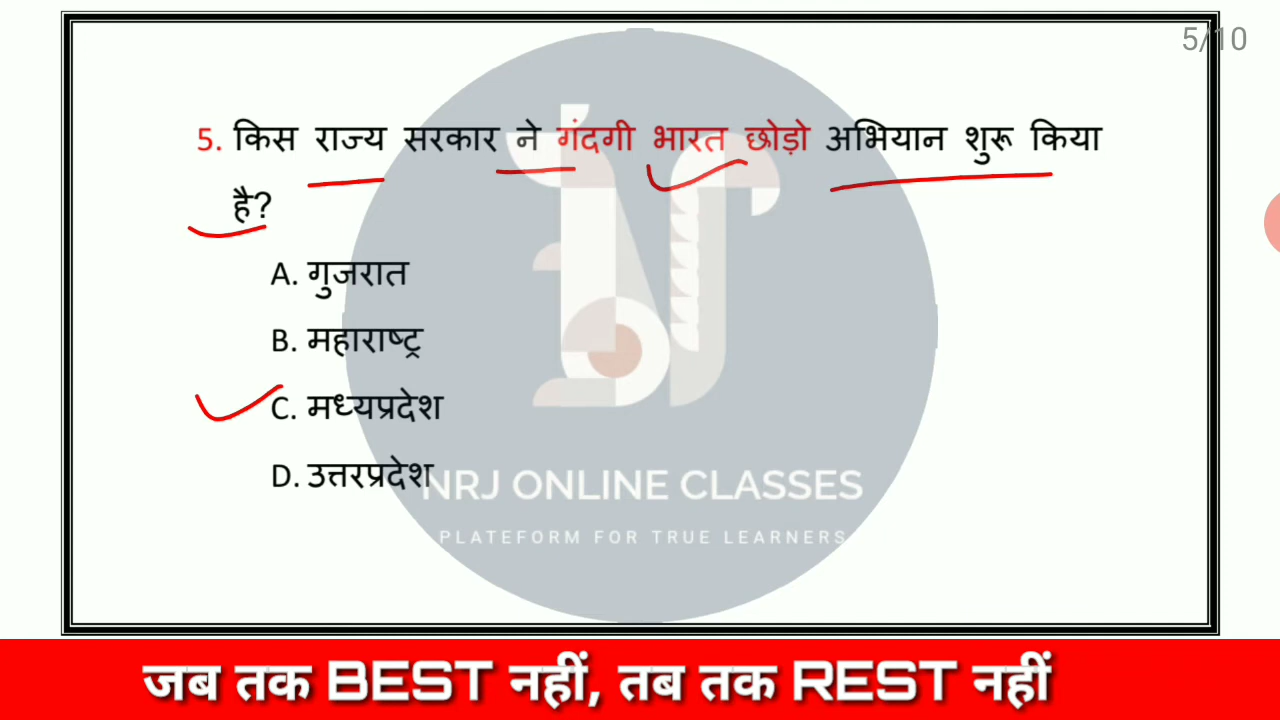 5/10
5. किस राज्य सरकार ने गंदगी भारत छोड़ो अभियान शुरू किया
है?
A. गुजरात
B. महाराष्ट्र
C. मध्यप्रदेश
D. उत्तरप्रदेश
NRJ ONLINE CLASSES
PLATEFORM FOR TRUE LEARNERS
जब तक BEST नहीं, तब तक REST नहीं